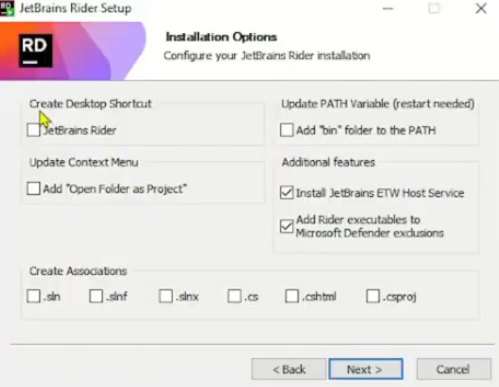 JetBrains Rider Setup
RD
Installation Options
Configure your JetBrains Rider installation
Create Desktop Shortcut
JetBrains Rider
Update PATH Variable (restart needed)
Add "bin" folder to the PATH
Update Context Menu
Add "Open Folder as Project"
Additional features
Install JetBrains ETW Host Service
Add Rider executables to
Microsoft Defender exclusions
Create Associations
.sln .slnf .slnx .cs .cshtml .csproj
< Back Next > Cancel